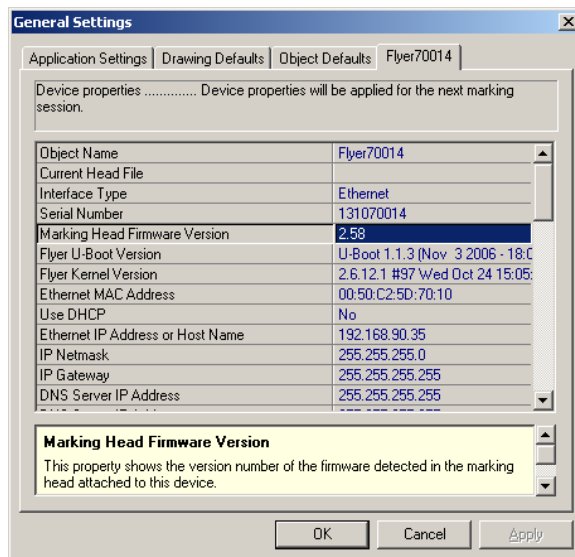 General Settings
Application Settings Drawing Defaults Object Defaults Flyer70014
Device properties .............. Device properties will be applied for the next marking
session.
Object Name Flyer70014
Current Head File
Interface Type Ethernet
Serial Number 131070014
Marking Head Firmware Version 2.58
Flyer U-Boot Version U-Boot 1.1.3 (Nov 3 2006 - 18:0
Flyer Kernel Version 2.6.12.1 #97 Wed Oct 24 15:05:
Ethernet MAC Address 00:50:C2:5D:70:10
Use DHCP No
Ethernet IP Address or Host Name 192.168.90.35
IP Netmask 255.255.255.0
IP Gateway 255.255.255.255
DNS Server IP Address 255.255.255.255
Marking Head Firmware Version
This property shows the version number of the firmware detected in the marking
head attached to this device.
OK Cancel Apply